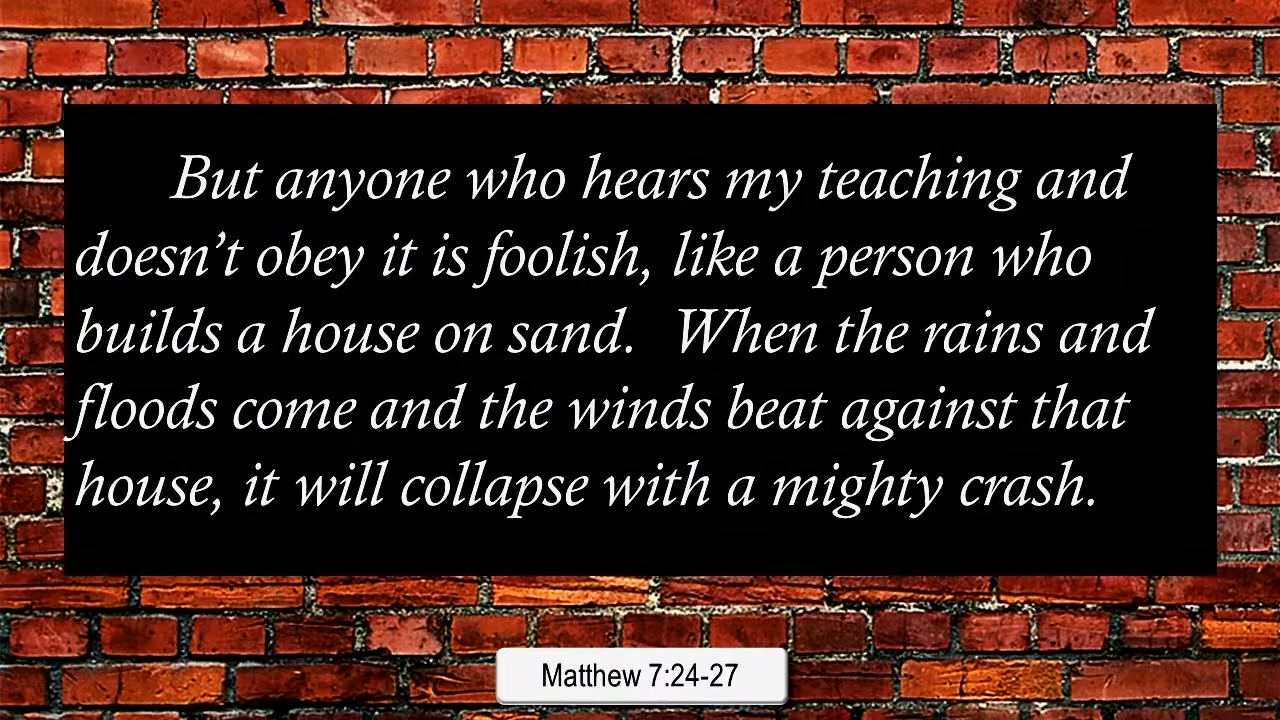 But anyone who hears my teaching and
doesn’t obey it is foolish, like a person who
builds a house on sand.  When the rains and
floods come and the winds beat against that
house, it will collapse with a mighty crash.
Matthew 7:24-27